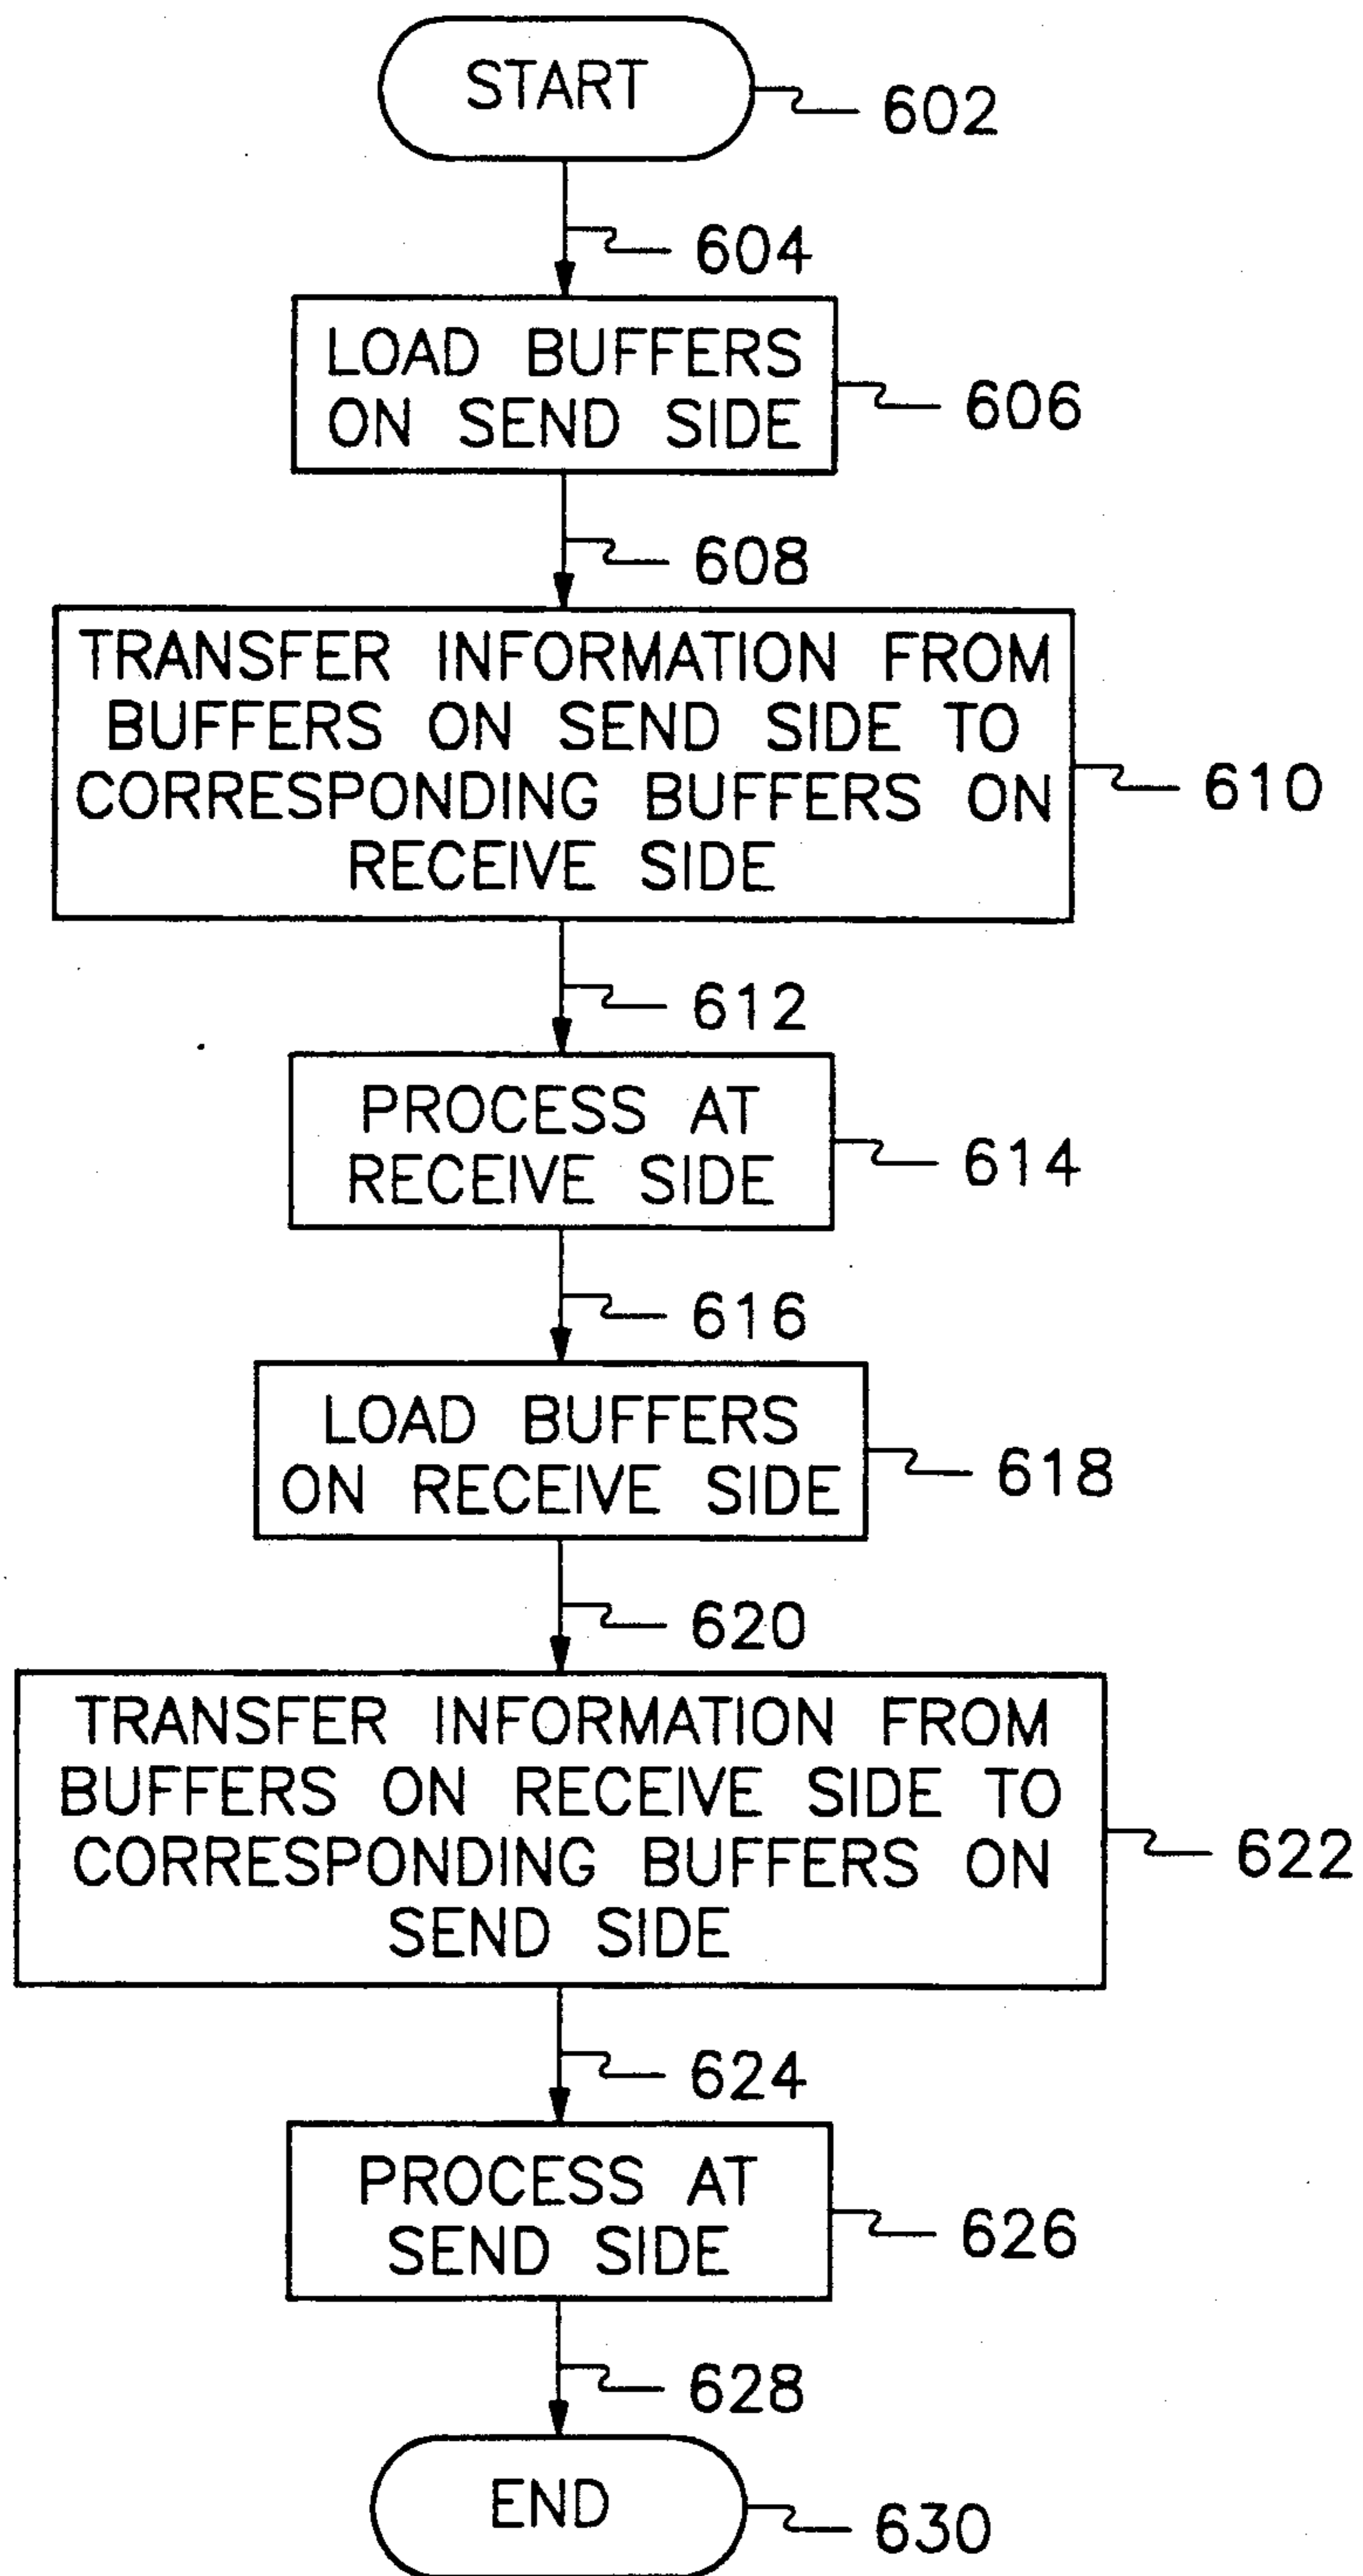 START
602
604
LOAD BUFFERS
ON SEND SIDE
606
608
TRANSFER INFORMATION FROM
BUFFERS ON SEND SIDE TO
CORRESPONDING BUFFERS ON
RECEIVE SIDE
610
612
PROCESS AT
RECEIVE SIDE
614
616
LOAD BUFFERS
ON RECEIVE SIDE
618
620
TRANSFER INFORMATION FROM
BUFFERS ON RECEIVE SIDE TO
CORRESPONDING BUFFERS ON
SEND SIDE
622
624
PROCESS AT
SEND SIDE
626
628
END
630